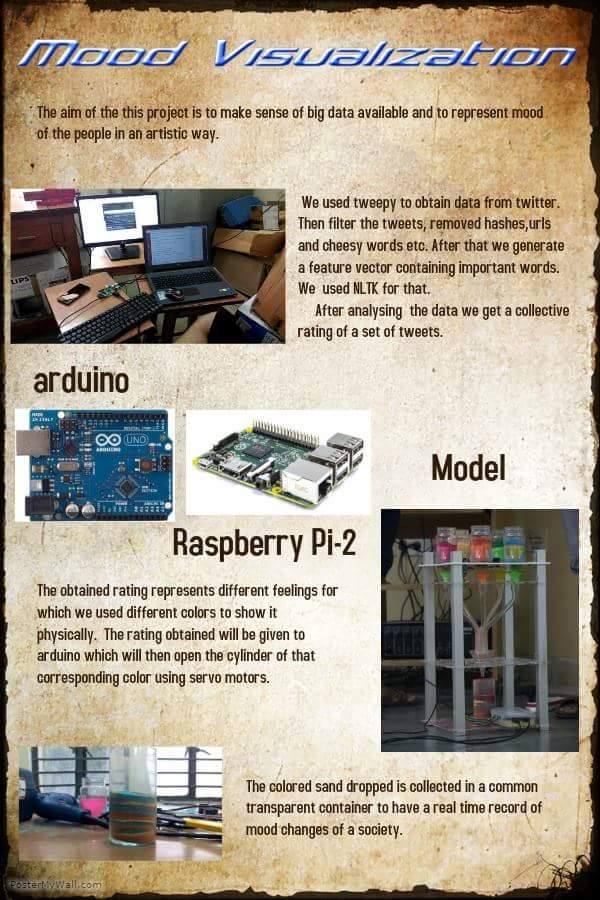 Mood Visualization
The aim of the this project is to make sense of big data available and to represent mood
of the people in an artistic way.
We used tweepy to obtain data from twitter.
Then filter the tweets, removed hashes,urls
and cheesy words etc. After that we generate
a feature vector containing important words.
We used NLTK for that.
After analysing the data we get a collective
rating of a set of tweets.
arduino
MADE
IN ITALY
UNO
ARDUINO
Model
Raspberry Pi-2
The obtained rating represents different feelings for
which we used different colors to show it
physically. The rating obtained will be given to
arduino which will then open the cylinder of that
corresponding color using servo motors.
The colored sand dropped is collected in a common
transparent container to have a real time record of
mood changes of a society.
PosterMyWall.com